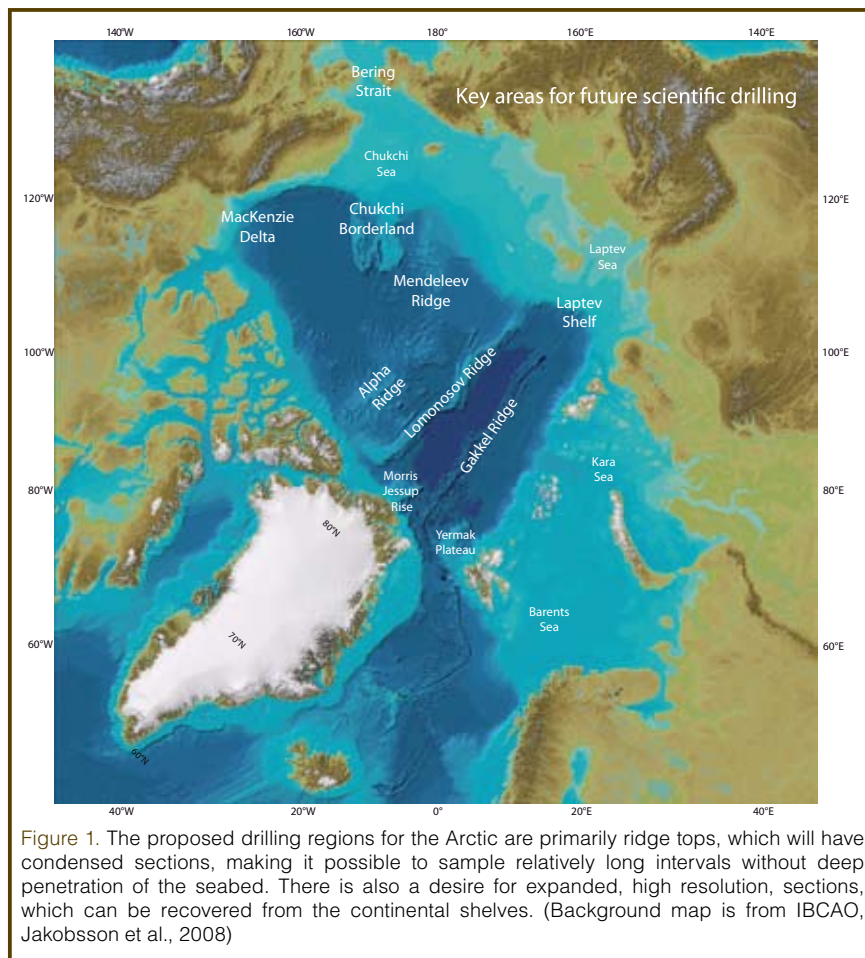 140°W 160°W 180° 160°E 140°E
Bering
Strait
Key areas for future scientific drilling
Chukchi
Sea
120°W 120°E
MacKenzie
Delta
Chukchi
Borderland
Laptev
Sea
Mendeleev
Ridge
Laptev
Shelf
100°W 100°E
Alpha
Ridge
Lomonosov Ridge
Gakkel Ridge
Kara
Sea
80°W 80°E
Morris
Jessup
Rise
80°N
Yermak
Plateau
Barents
Sea
70°N
60°W 60°E
60°N
40°W 20°W 0° 20°E 40°E
Figure 1. The proposed drilling regions for the Arctic are primarily ridge tops, which will have
condensed sections, making it possible to sample relatively long intervals without deep
penetration of the seabed. There is also a desire for expanded, high resolution, sections,
which can be recovered from the continental shelves. (Background map is from IBCAO,
Jakobsson et al., 2008)